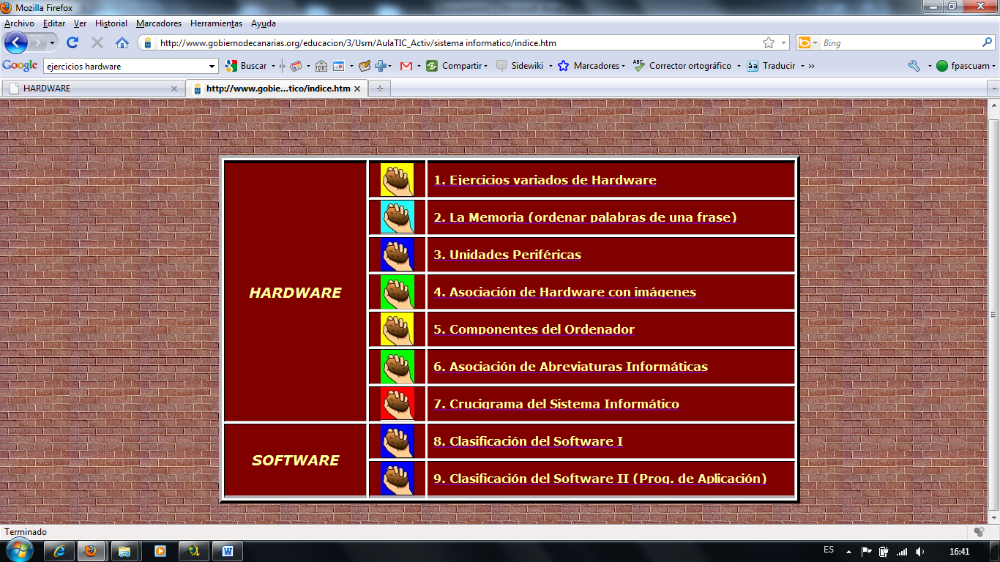 Mozilla Firefox
Archivo Editar Ver Historial Marcadores Herramientas Ayuda
http://www.gobiernodecanarias.org/educacion/3/Usrn/AulaTIC_Activ/sistema informatico/indice.htm
Bing
Google ejercicios hardware Buscar Compartir Sidewiki Marcadores ABC Corrector ortográfico Traducir » fpascuam
HARDWARE http://www.gobie...tico/indice.htm
HARDWARE
1. Ejercicios variados de Hardware
2. La Memoria (ordenar palabras de una frase)
3. Unidades Periféricas
4. Asociación de Hardware con imágenes
5. Componentes del Ordenador
6. Asociación de Abreviaturas Informáticas
7. Crucigrama del Sistema Informático
SOFTWARE
8. Clasificación del Software I
9. Clasificación del Software II (Prog. de Aplicación)
Terminado
ES 16:41